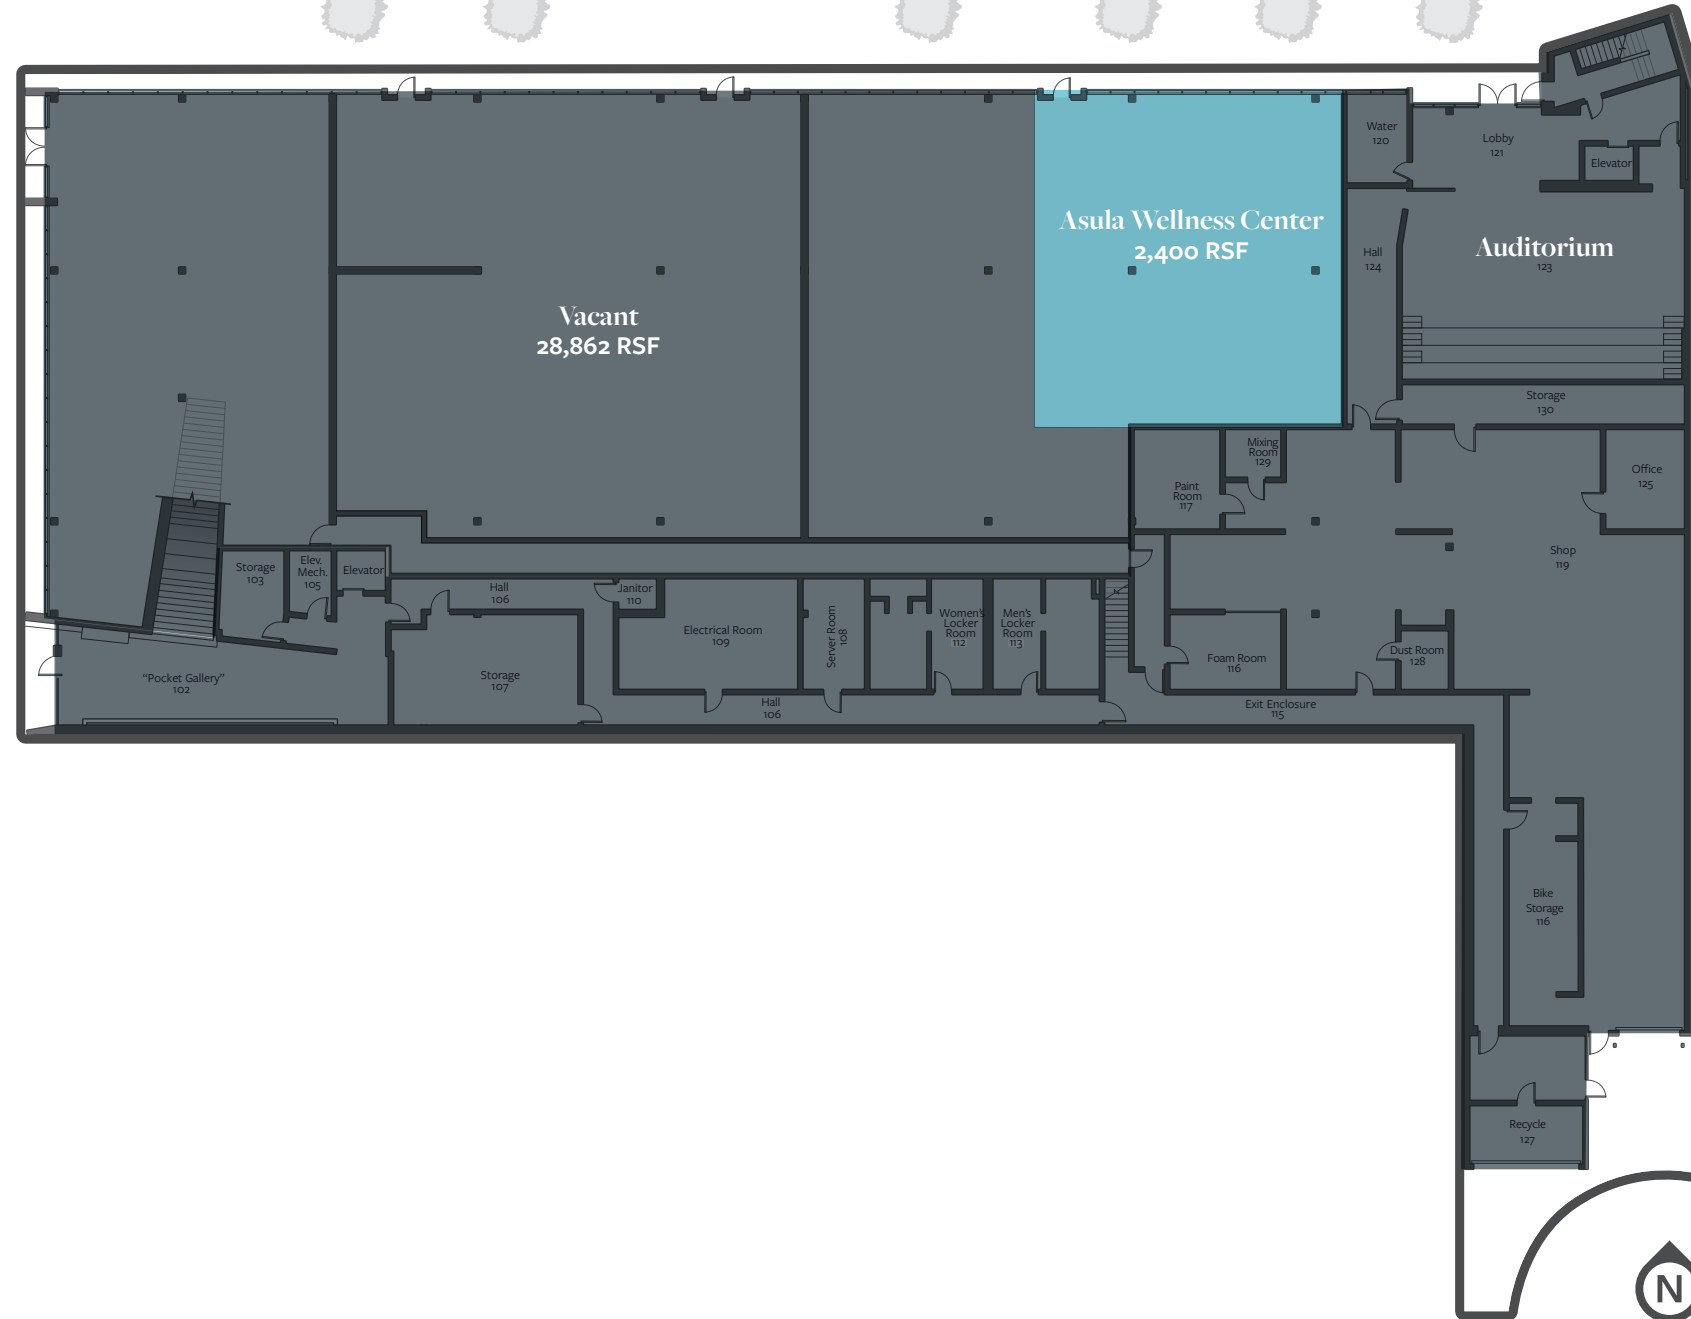 Water
120
Lobby
121
Elevator
Asula Wellness Center
2,400 RSF
Hall
124
Auditorium
123
Vacant
28,862 RSF
Storage
130
Mixing
Room
129
Paint
Room
117
Office
125
Shop
119
Storage
103
Elev.
Mech.
105
Elevator
Hall
106
Janitor
110
Electrical Room
109
Server Room
108
Women's
Locker
Room
112
Men's
Locker
Room
113
Foam Room
116
Dust Room
128
"Pocket Gallery"
102
Storage
107
Hall
106
Exit Enclosure
115
Bike
Storage
116
Recycle
127
N